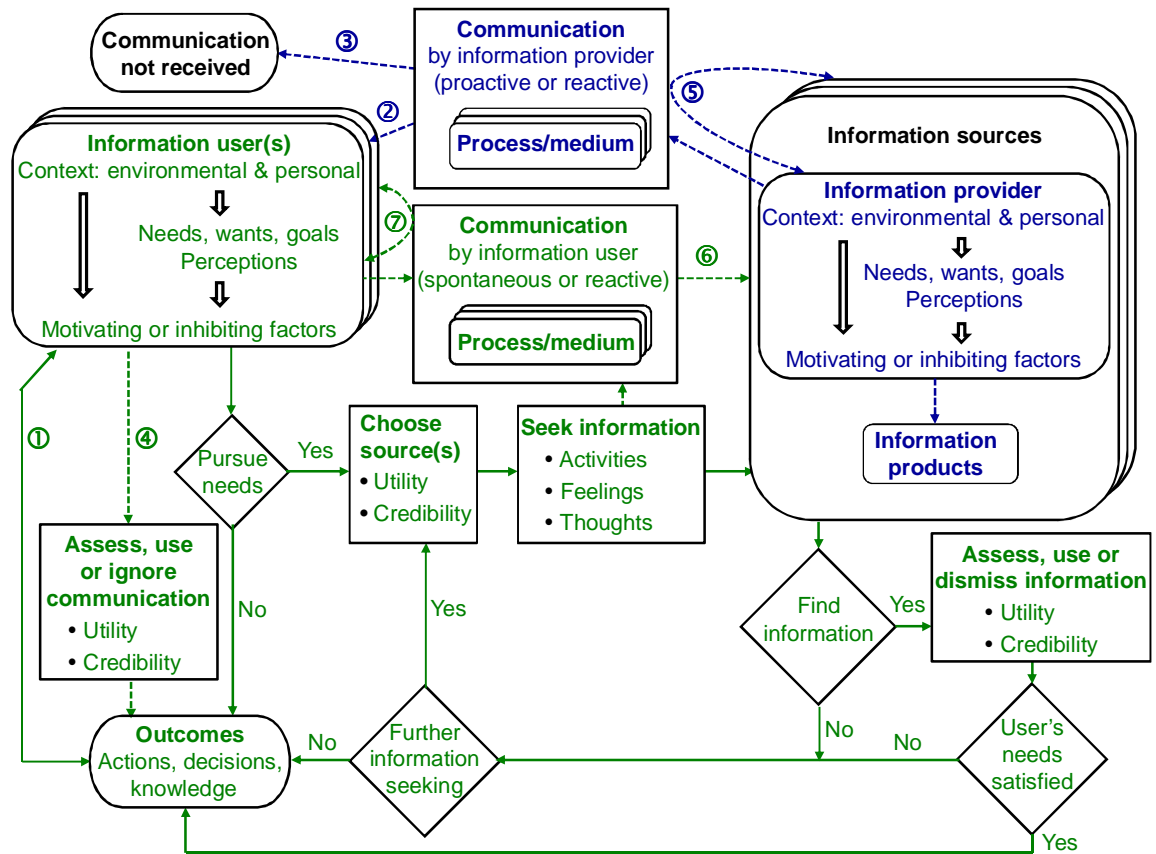 Communication
not received
③
Communication
by information provider
(proactive or reactive)
Process/medium
②
⑤
Information sources
Information provider
Context: environmental & personal
Needs, wants, goals
Perceptions
Motivating or inhibiting factors
Information
products
Information user(s)
Context: environmental & personal
Needs, wants, goals
Perceptions
Motivating or inhibiting factors
⑦
Communication
by information user
(spontaneous or reactive)
Process/medium
⑥
①
④
Pursue
needs
Yes
No
Choose
source(s)
• Utility
• Credibility
Seek information
• Activities
• Feelings
• Thoughts
Assess, use
or ignore
communication
• Utility
• Credibility
Yes
Find
information
Yes
No
Assess, use or
dismiss information
• Utility
• Credibility
User's
needs
satisfied
No
Yes
Further
information
seeking
No
Outcomes
Actions, decisions,
knowledge